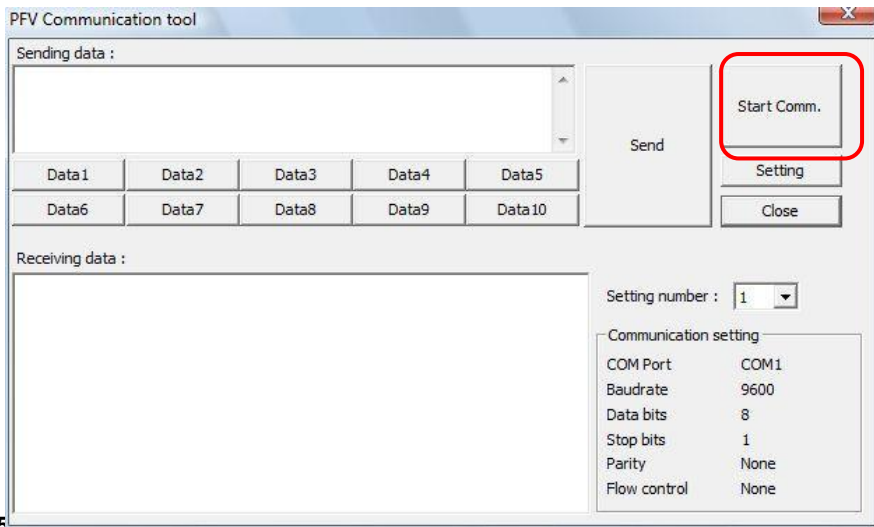 PFV Communication tool
Sending data :
Start Comm.
Send
Data1 Data2 Data3 Data4 Data5
Setting
Data6 Data7 Data8 Data9 Data10
Close
Receiving data :
Setting number : 1
Communication setting
COM Port COM1
Baudrate 9600
Data bits 8
Stop bits 1
Parity None
Flow control None